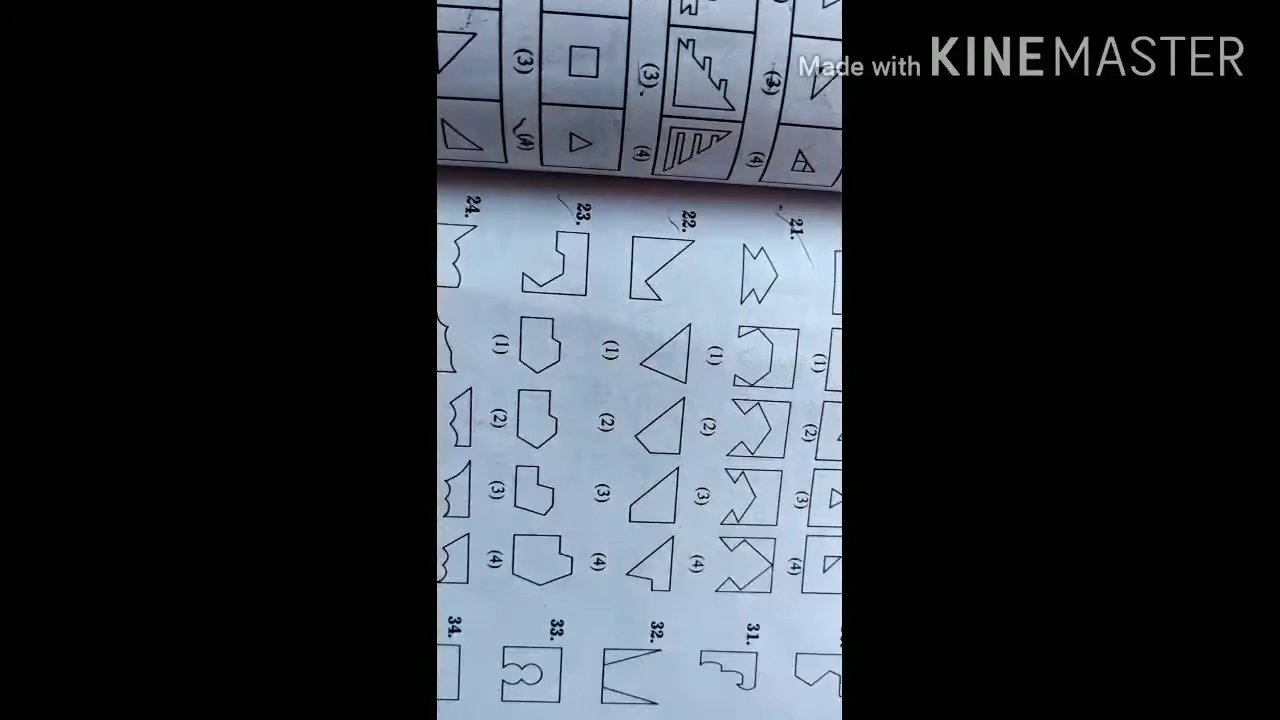 Made with KINEMASTER
(3) (4)
(3). (4)
(3) (4)
(1) (2) (3) (4)
21.
(1) (2) (3) (4)
22.
(1) (2) (3) (4)
23.
(1) (2) (3) (4)
24.
31.
32.
33.
34.